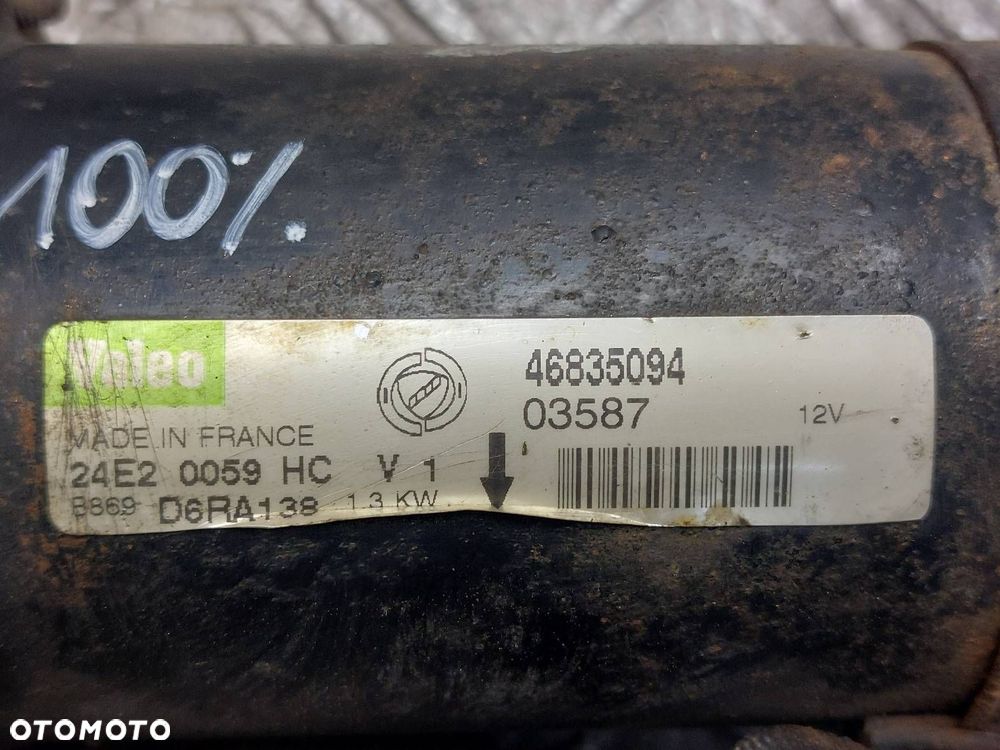 100%
Valeo
46835094
03587
12V
MADE IN FRANCE
24E2 0059 HC V 1
B869 D6RA138 1.3 KW
OTOMOTO